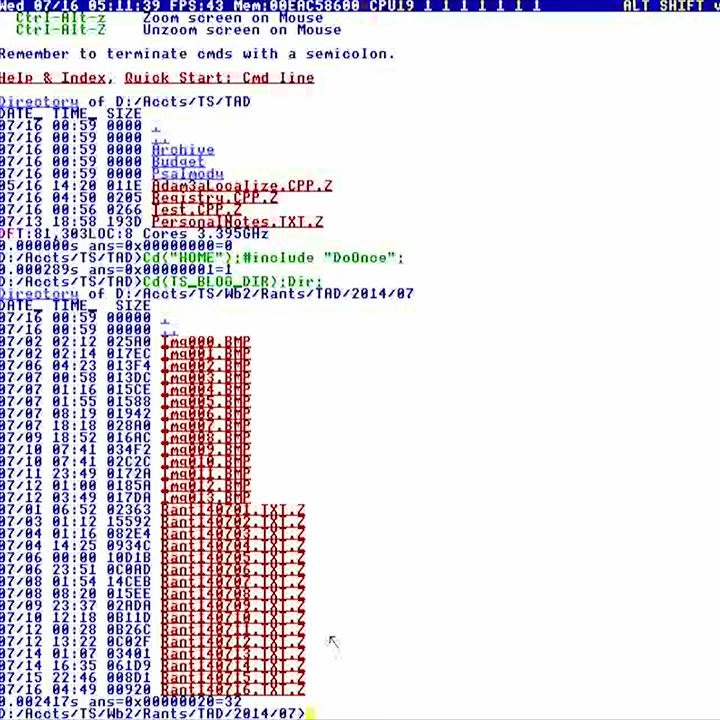 Wed 07/16 05:11:39 FPS:43 Mem:00EAC58600 CPU19 1 1 1 1 1 1 1 ALT SHIFT
Ctrl-Alt-z Zoom screen on Mouse
Ctrl-Alt-Z Unzoom screen on Mouse
Remember to terminate cmds with a semicolon.
Help & Index, Quick Start: Cmd line
Directory of D:/Accts/TS/TAD
DATE_ TIME_ SIZE
07/16 00:59 0000 .
07/16 00:59 0000 ..
07/16 00:59 0000 Archive
07/16 00:59 0000 Budget
07/16 00:59 0000 Psalmody
05/16 14:20 011E Adam3aLocalize.CPP.Z
07/16 04:50 0205 Registry.CPP.Z
07/16 00:56 0266 Test.CPP.Z
07/13 18:58 193D PersonalNotes.TXT.Z
DFT:81,303LOC:8 Cores 3.395GHz
0.000000s ans=0x00000000=0
D:/Accts/TS/TAD>Cd("HOME");#include "DoOnce";
0.000289s ans=0x00000001=1
D:/Accts/TS/TAD>Cd(TS_BLOG_DIR);Dir;
Directory of D:/Accts/TS/Wb2/Rants/TAD/2014/07
DATE_ TIME_ SIZE
07/16 00:59 00000 .
07/16 00:59 00000 ..
07/02 02:12 025A0 Img000.BMP
07/02 02:14 017EC Img001.BMP
07/06 04:23 013F4 Img002.BMP
07/07 00:58 013DC Img003.BMP
07/07 01:16 015CE Img004.BMP
07/07 01:55 01588 Img005.BMP
07/07 08:19 01942 Img006.BMP
07/07 18:18 028A0 Img007.BMP
07/09 18:52 016AC Img008.BMP
07/10 07:41 034F2 Img009.BMP
07/10 07:41 02C2C Img010.BMP
07/11 23:49 0172A Img011.BMP
07/12 01:00 0185A Img012.BMP
07/12 03:49 017DA Img013.BMP
07/01 06:52 02363 Rant140701.TXT.Z
07/03 01:12 15592 Rant140702.TXT.Z
07/04 01:16 082E4 Rant140703.TXT.Z
07/04 14:25 0934C Rant140704.TXT.Z
07/06 00:00 10D1B Rant140705.TXT.Z
07/06 23:51 0C0AD Rant140706.TXT.Z
07/08 01:54 14CEB Rant140707.TXT.Z
07/08 08:20 015EE Rant140708.TXT.Z
07/09 23:37 02ADA Rant140709.TXT.Z
07/10 12:18 0B11D Rant140710.TXT.Z
07/12 00:28 0B26C Rant140711.TXT.Z
07/12 13:22 0C02F Rant140712.TXT.Z
07/14 01:07 03401 Rant140713.TXT.Z
07/14 16:35 061D9 Rant140714.TXT.Z
07/15 22:46 008D1 Rant140715.TXT.Z
07/16 04:49 00920 Rant140716.TXT.Z
0.002417s ans=0x00000020=32
D:/Accts/TS/Wb2/Rants/TAD/2014/07>